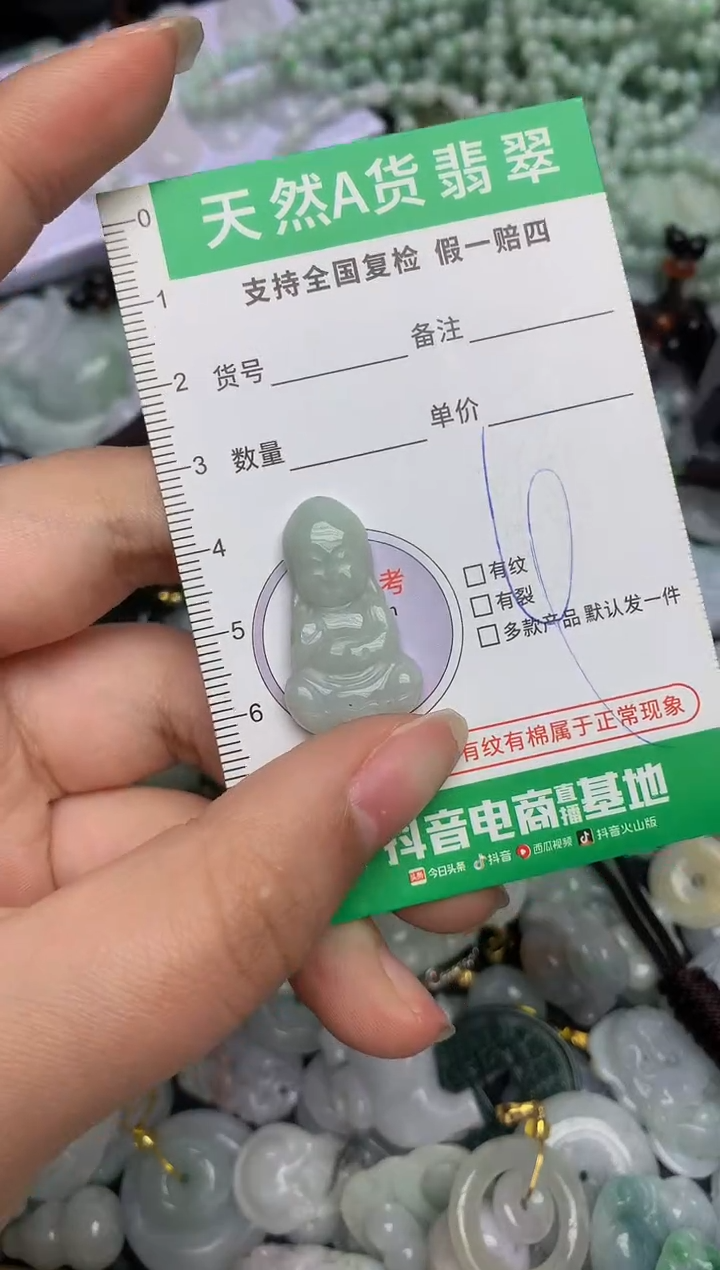 天然A货翡翠
支持全国复检 假一赔四
0
1
货号 备注
2
数量 单价
3
4
考
有纹
有裂
5
多款产品 默认发一件
6
有纹有棉属于正常现象
抖音电商直播基地
头条 今日头条 抖音 西瓜视频 抖音火山版